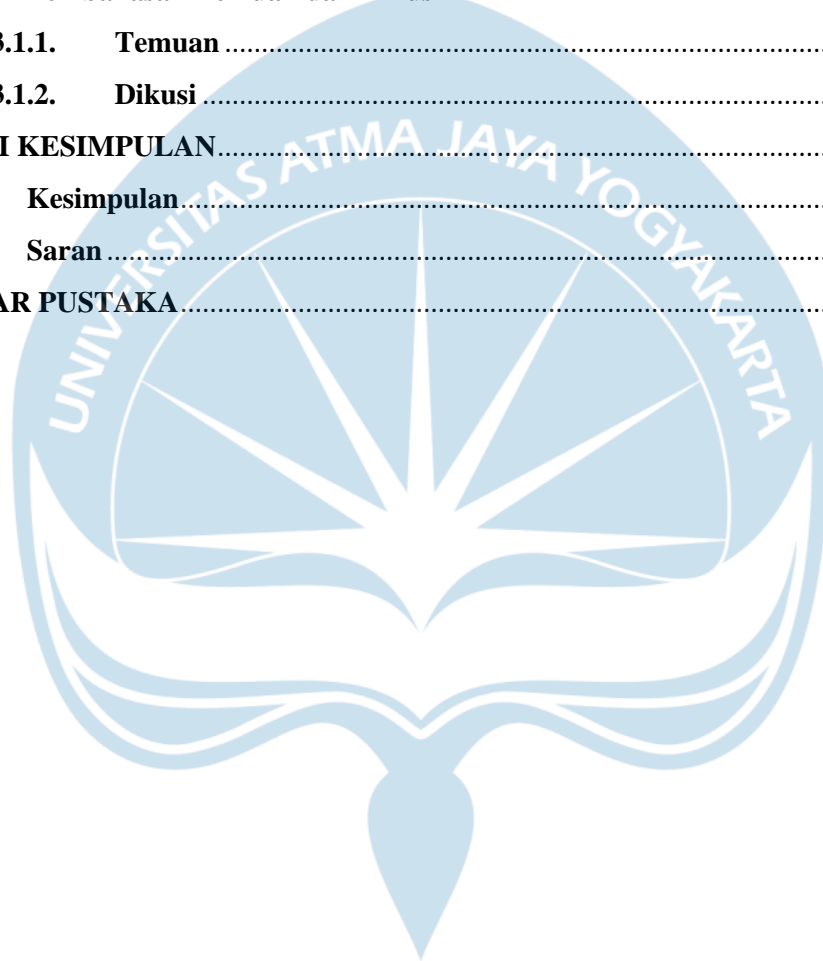 3.1.1. Temuan
3.1.2. Dikusi
I KESIMPULAN
Kesimpulan
Saran
AR PUSTAKA
UNIVERSITAS ATMA JAYA YOGYAKARTA